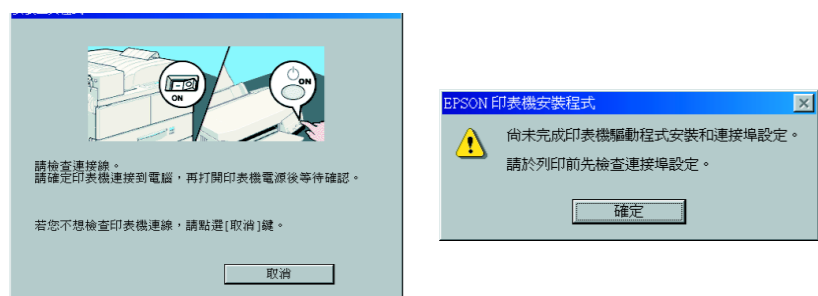 ON
ON
請檢查連接線。
請確定印表機連接到電腦，再打開印表機電源後等待確認。
若您不想檢查印表機連線，請點選[取消]鍵。
取消
EPSON 印表機安裝程式
尚未完成印表機驅動程式安裝和連接埠設定。
請於列印前先檢查連接埠設定。
確定